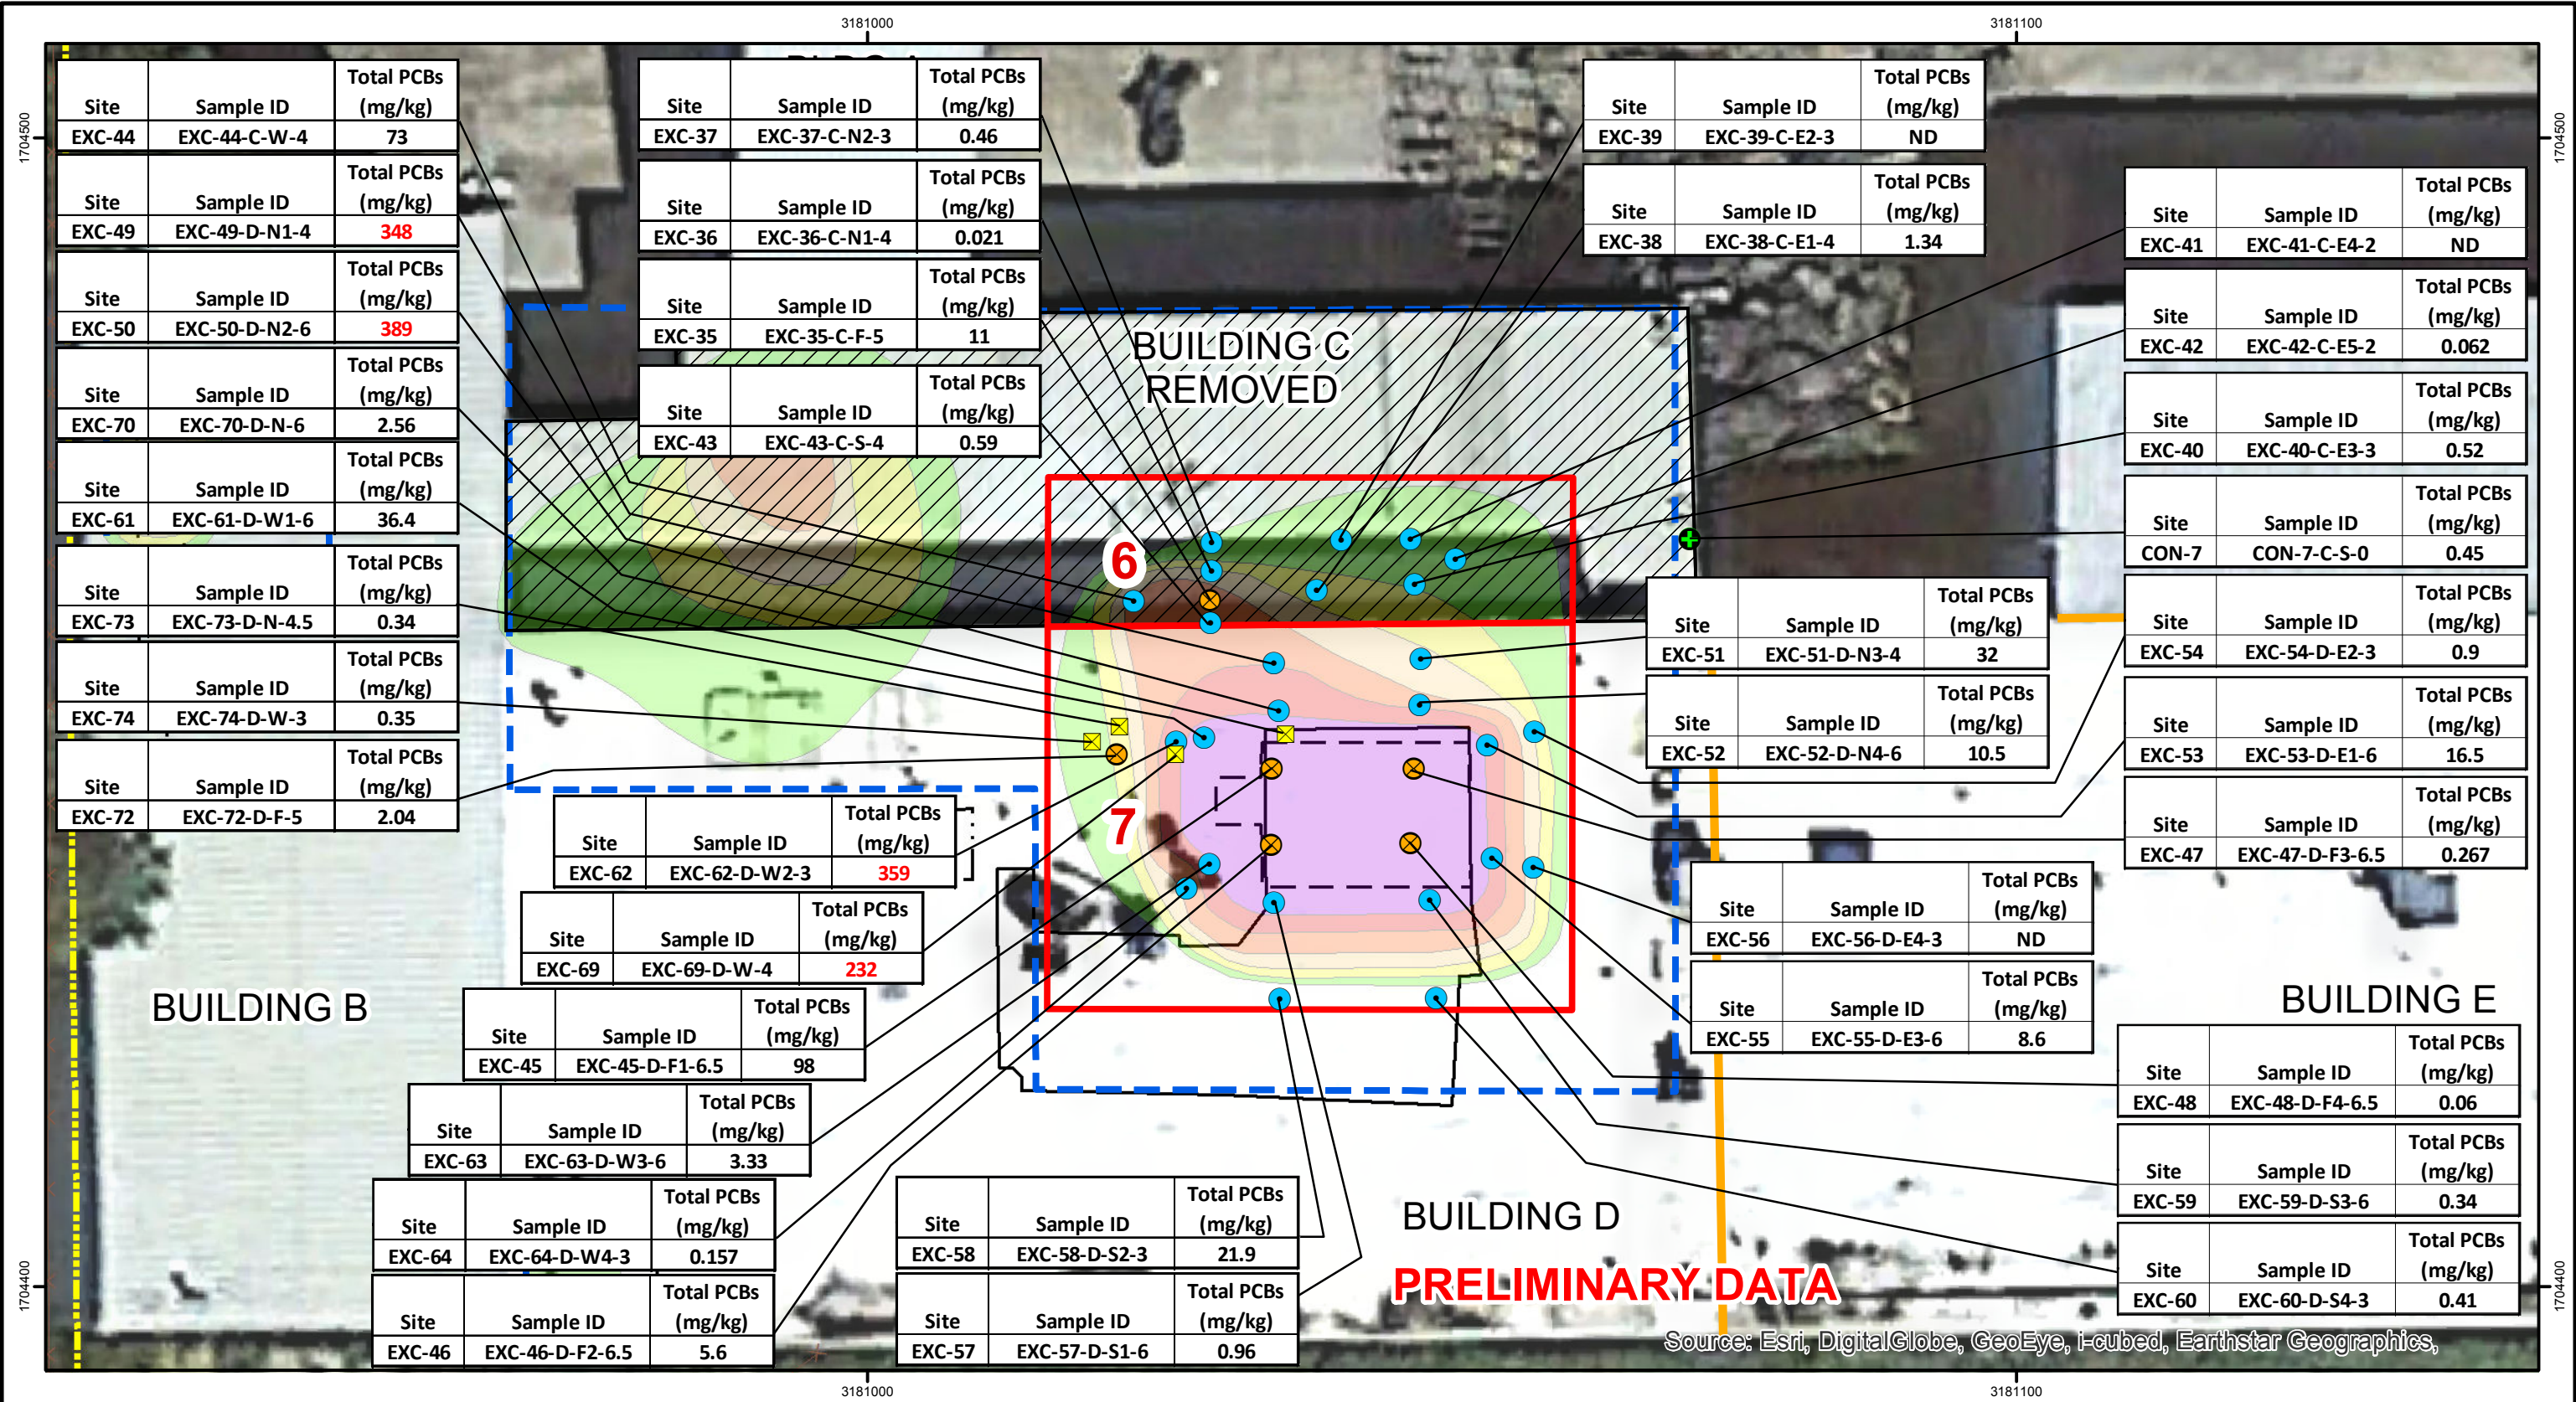 3181000
3181100
1704500
1704500
Site Sample ID Total PCBs (mg/kg)
EXC-44 EXC-44-C-W-4 73
Site Sample ID Total PCBs (mg/kg)
EXC-49 EXC-49-D-N1-4 348
Site Sample ID Total PCBs (mg/kg)
EXC-50 EXC-50-D-N2-6 389
Site Sample ID Total PCBs (mg/kg)
EXC-70 EXC-70-D-N-6 2.56
Site Sample ID Total PCBs (mg/kg)
EXC-61 EXC-61-D-W1-6 36.4
Site Sample ID Total PCBs (mg/kg)
EXC-73 EXC-73-D-N-4.5 0.34
Site Sample ID Total PCBs (mg/kg)
EXC-74 EXC-74-D-W-3 0.35
Site Sample ID Total PCBs (mg/kg)
EXC-72 EXC-72-D-F-5 2.04
Site Sample ID Total PCBs (mg/kg)
EXC-37 EXC-37-C-N2-3 0.46
Site Sample ID Total PCBs (mg/kg)
EXC-36 EXC-36-C-N1-4 0.021
Site Sample ID Total PCBs (mg/kg)
EXC-35 EXC-35-C-F-5 11
Site Sample ID Total PCBs (mg/kg)
EXC-43 EXC-43-C-S-4 0.59
Site Sample ID Total PCBs (mg/kg)
EXC-39 EXC-39-C-E2-3 ND
Site Sample ID Total PCBs (mg/kg)
EXC-38 EXC-38-C-E1-4 1.34
Site Sample ID Total PCBs (mg/kg)
EXC-41 EXC-41-C-E4-2 ND
Site Sample ID Total PCBs (mg/kg)
EXC-42 EXC-42-C-E5-2 0.062
Site Sample ID Total PCBs (mg/kg)
EXC-40 EXC-40-C-E3-3 0.52
Site Sample ID Total PCBs (mg/kg)
CON-7 CON-7-C-S-0 0.45
Site Sample ID Total PCBs (mg/kg)
EXC-54 EXC-54-D-E2-3 0.9
Site Sample ID Total PCBs (mg/kg)
EXC-53 EXC-53-D-E1-6 16.5
Site Sample ID Total PCBs (mg/kg)
EXC-47 EXC-47-D-F3-6.5 0.267
BUILDING C
REMOVED
6
7
Site Sample ID Total PCBs (mg/kg)
EXC-51 EXC-51-D-N3-4 32
Site Sample ID Total PCBs (mg/kg)
EXC-52 EXC-52-D-N4-6 10.5
Site Sample ID Total PCBs (mg/kg)
EXC-62 EXC-62-D-W2-3 359
Site Sample ID Total PCBs (mg/kg)
EXC-69 EXC-69-D-W-4 232
Site Sample ID Total PCBs (mg/kg)
EXC-45 EXC-45-D-F1-6.5 98
Site Sample ID Total PCBs (mg/kg)
EXC-63 EXC-63-D-W3-6 3.33
Site Sample ID Total PCBs (mg/kg)
EXC-64 EXC-64-D-W4-3 0.157
Site Sample ID Total PCBs (mg/kg)
EXC-46 EXC-46-D-F2-6.5 5.6
Site Sample ID Total PCBs (mg/kg)
EXC-58 EXC-58-D-S2-3 21.9
Site Sample ID Total PCBs (mg/kg)
EXC-57 EXC-57-D-S1-6 0.96
Site Sample ID Total PCBs (mg/kg)
EXC-56 EXC-56-D-E4-3 ND
Site Sample ID Total PCBs (mg/kg)
EXC-55 EXC-55-D-E3-6 8.6
Site Sample ID Total PCBs (mg/kg)
EXC-48 EXC-48-D-F4-6.5 0.06
Site Sample ID Total PCBs (mg/kg)
EXC-59 EXC-59-D-S3-6 0.34
Site Sample ID Total PCBs (mg/kg)
EXC-60 EXC-60-D-S4-3 0.41
BUILDING B
BUILDING E
BUILDING D
PRELIMINARY DATA
Source: Esri, DigitalGlobe, GeoEye, i-cubed, Earthstar Geographics,
1704400
1704400
3181000
3181100